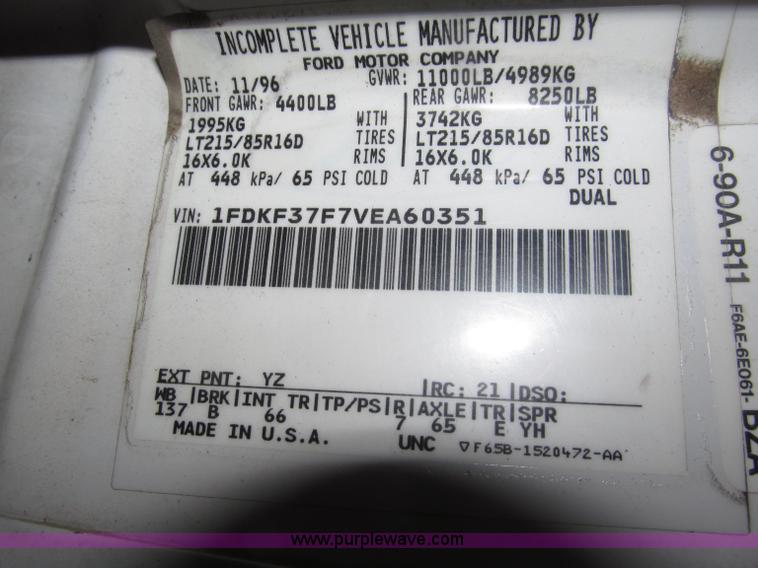 INCOMPLETE VEHICLE MANUFACTURED BY
FORD MOTOR COMPANY
DATE: 11/96 GVWR: 11000LB/4989KG
FRONT GAWR: 4400LB REAR GAWR: 8250LB
1995KG WITH 3742KG WITH
LT215/85R16D TIRES LT215/85R16D TIRES
16X6.0K RIMS 16X6.0K RIMS
AT 448 kPa/ 65 PSI COLD AT 448 kPa/ 65 PSI COLD
DUAL
VIN: 1FDKF37F7VEA60351
EXT PNT: YZ |RC: 21 |DSO:
WB |BRK|INT TR|TP/PS|R|AXLE|TR|SPR
137 B 66 7 65 E YH
MADE IN U.S.A. UNC ▽F65B-1520472-AA
6-90A-R11
F6AE-6E061-
BZA
www.purplewave.com